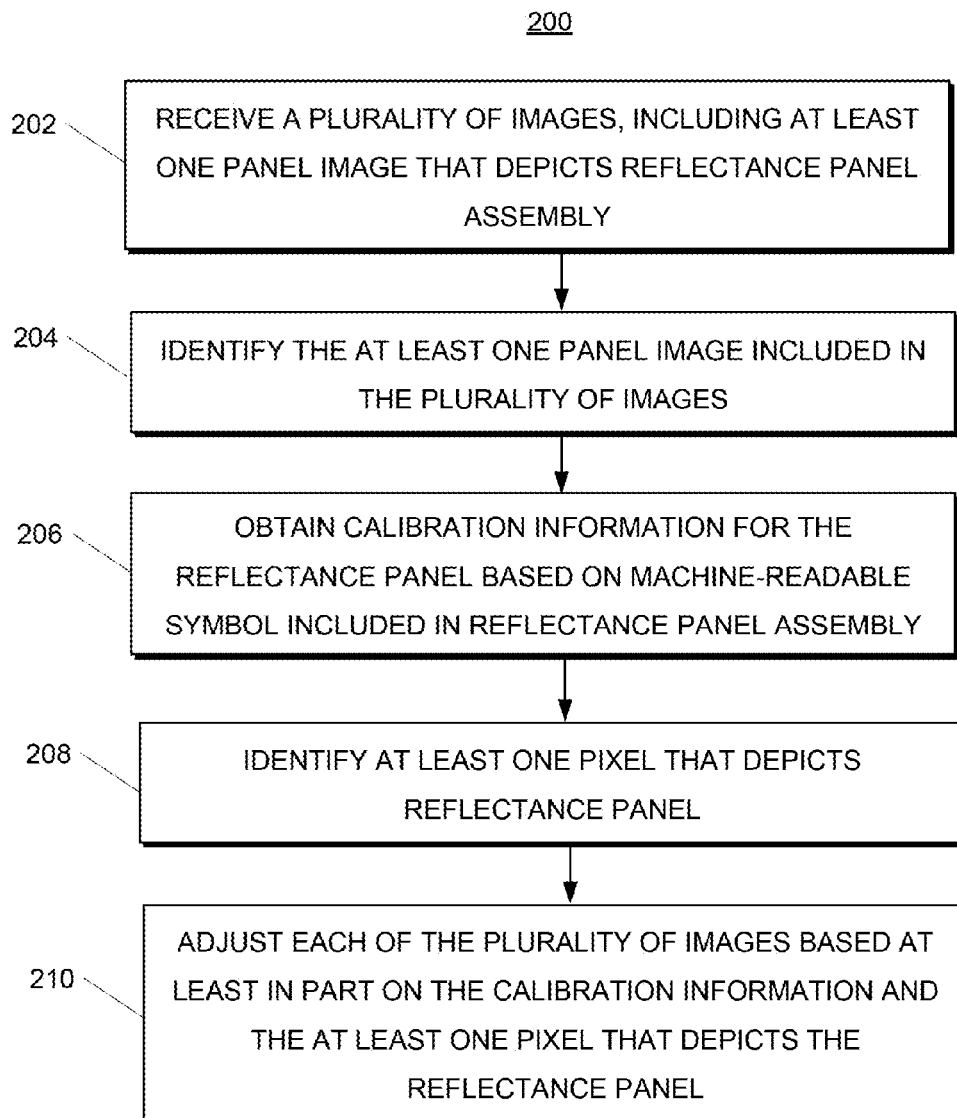 200
202
RECEIVE A PLURALITY OF IMAGES, INCLUDING AT LEAST
ONE PANEL IMAGE THAT DEPICTS REFLECTANCE PANEL
ASSEMBLY
204
IDENTIFY THE AT LEAST ONE PANEL IMAGE INCLUDED IN
THE PLURALITY OF IMAGES
206
OBTAIN CALIBRATION INFORMATION FOR THE
REFLECTANCE PANEL BASED ON MACHINE-READABLE
SYMBOL INCLUDED IN REFLECTANCE PANEL ASSEMBLY
208
IDENTIFY AT LEAST ONE PIXEL THAT DEPICTS
REFLECTANCE PANEL
210
ADJUST EACH OF THE PLURALITY OF IMAGES BASED AT
LEAST IN PART ON THE CALIBRATION INFORMATION AND
THE AT LEAST ONE PIXEL THAT DEPICTS THE
REFLECTANCE PANEL